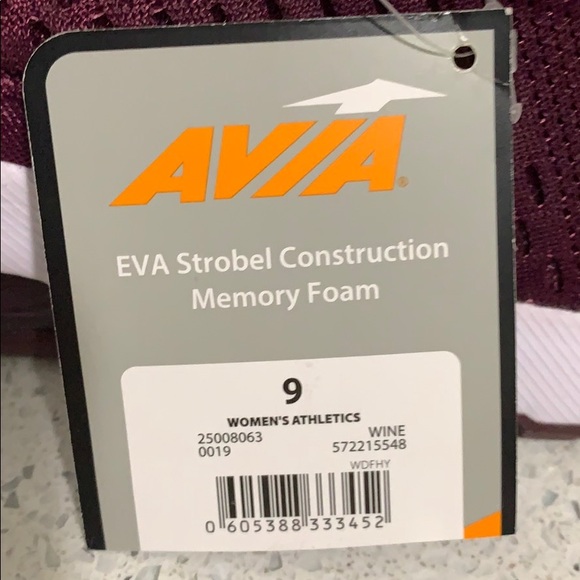 AVIA®
EVA Strobel Construction
Memory Foam
9
WOMEN'S ATHLETICS
25008063 WINE
0019 572215548
WDFHY
0 605388 333452